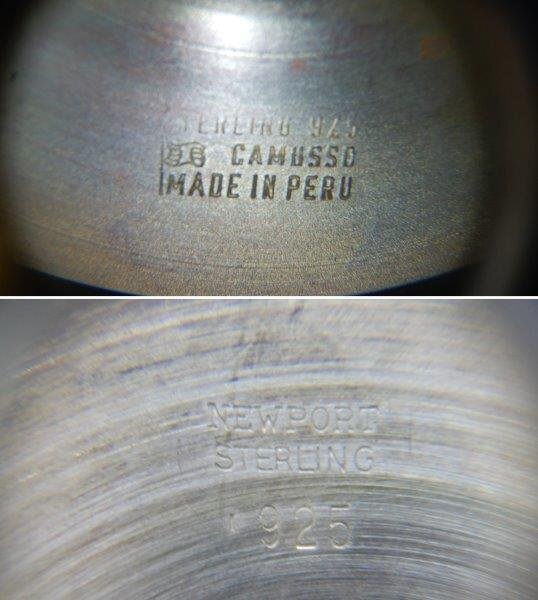 STERLING 925
CAMUSSO
MADE IN PERU
NEWPORT
STERLING
925